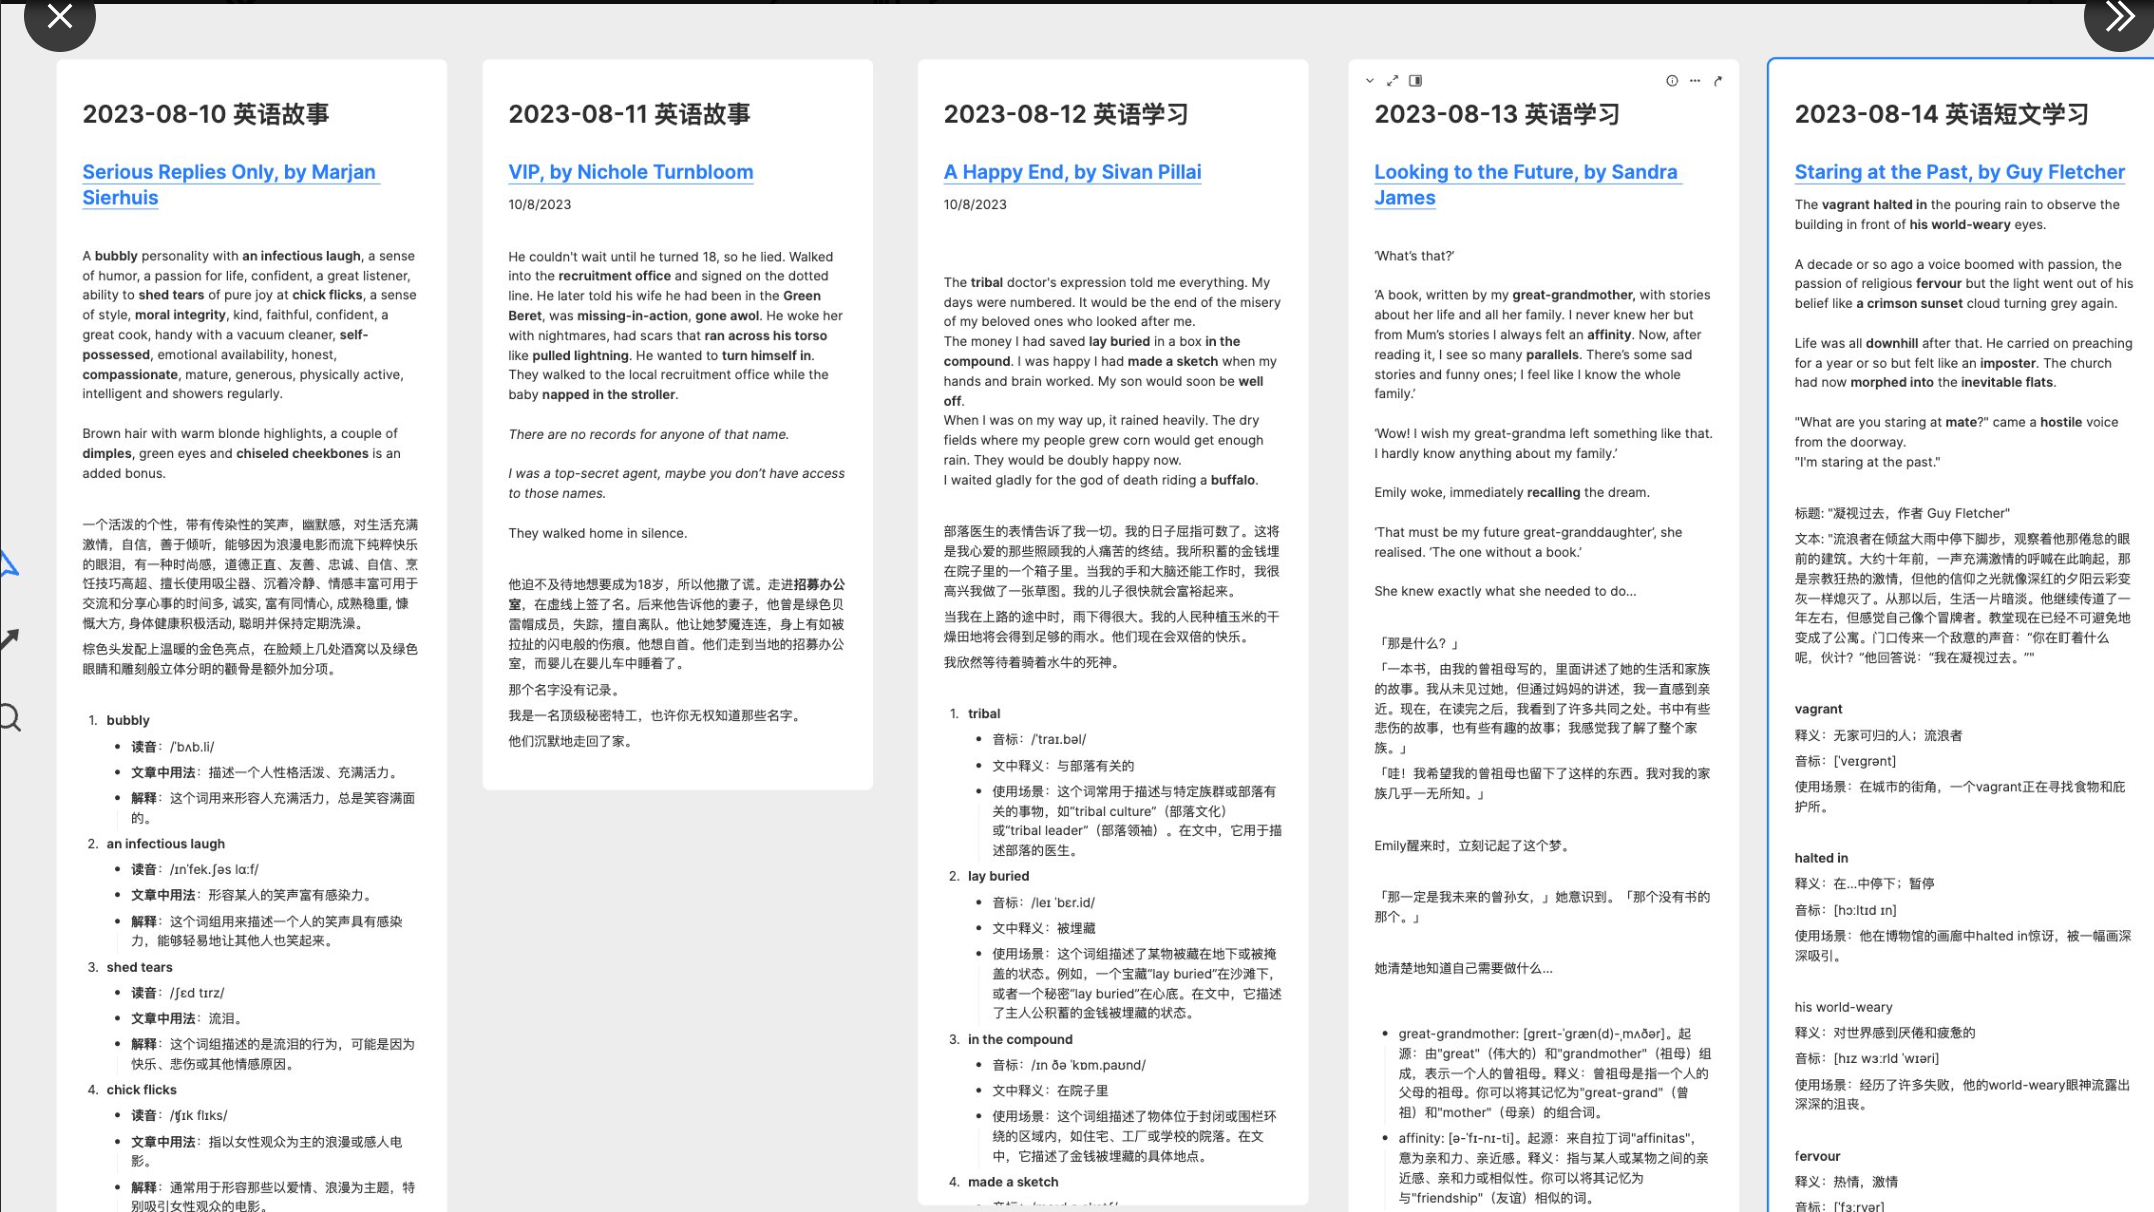 2023-08-10 英语故事
Serious Replies Only, by Marjan
Sierhuis
A bubbly personality with an infectious laugh, a sense
of humor, a passion for life, confident, a great listener,
ability to shed tears of pure joy at chick flicks, a sense
of style, moral integrity, kind, faithful, confident, a
great cook, handy with a vacuum cleaner, self-
possessed, emotional availability, honest,
compassionate, mature, generous, physically active,
intelligent and showers regularly.
Brown hair with warm blonde highlights, a couple of
dimples, green eyes and chiseled cheekbones is an
added bonus.
一个活泼的个性，带有传染性的笑声，幽默感，对生活充满
激情，自信，善于倾听，能够因为浪漫电影而流下纯粹快乐
的眼泪，有一种时尚感，道德正直、友善、忠诚、自信、烹
饪技巧高超、擅长使用吸尘器、沉着冷静、情感丰富可用于
交流和分享心事的时间多, 诚实, 富有同情心, 成熟稳重, 慷
慨大方, 身体健康积极活动, 聪明并保持定期洗澡。
棕色头发配上温暖的金色亮点，在脸颊上几处酒窝以及绿色
眼睛和雕刻般立体分明的颧骨是额外加分项。
1. bubbly
• 读音：/ˈbʌb.li/
• 文章中用法：描述一个人性格活泼、充满活力。
• 解释：这个词用来形容人充满活力，总是笑容满面
的。
2. an infectious laugh
• 读音：/ɪnˈfek.ʃəs lɑːf/
• 文章中用法：形容某人的笑声富有感染力。
• 解释：这个词组用来描述一个人的笑声具有感染
力，能够轻易地让其他人也笑起来。
3. shed tears
• 读音：/ʃɛd tɪrz/
• 文章中用法：流泪。
• 解释：这个词组描述的是流泪的行为，可能是因为
快乐、悲伤或其他情感原因。
4. chick flicks
• 读音：/ʧɪk flɪks/
• 文章中用法：指以女性观众为主的浪漫或感人电
影。
• 解释：通常用于形容那些以爱情、浪漫为主题，特
别吸引女性观众的电影。
2023-08-11 英语故事
VIP, by Nichole Turnbloom
10/8/2023
He couldn't wait until he turned 18, so he lied. Walked
into the recruitment office and signed on the dotted
line. He later told his wife he had been in the Green
Beret, was missing-in-action, gone awol. He woke her
with nightmares, had scars that ran across his torso
like pulled lightning. He wanted to turn himself in.
They walked to the local recruitment office while the
baby napped in the stroller.
There are no records for anyone of that name.
I was a top-secret agent, maybe you don't have access
to those names.
They walked home in silence.
他迫不及待地想要成为18岁，所以他撒了谎。走进招募办公
室，在虚线上签了名。后来他告诉他的妻子，他曾是绿色贝
雷帽成员，失踪，擅自离队。他让她梦魇连连，身上有如被
拉扯的闪电般的伤痕。他想自首。他们走到当地的招募办公
室，而婴儿在婴儿车中睡着了。
那个名字没有记录。
我是一名顶级秘密特工，也许你无权知道那些名字。
他们沉默地走回了家。
2023-08-12 英语学习
A Happy End, by Sivan Pillai
10/8/2023
The tribal doctor's expression told me everything. My
days were numbered. It would be the end of the misery
of my beloved ones who looked after me.
The money I had saved lay buried in a box in the
compound. I was happy I had made a sketch when my
hands and brain worked. My son would soon be well
off.
When I was on my way up, it rained heavily. The dry
fields where my people grew corn would get enough
rain. They would be doubly happy now.
I waited gladly for the god of death riding a buffalo.
部落医生的表情告诉了我一切。我的日子屈指可数了。这将
是我心爱的那些照顾我的人痛苦的终结。我所积蓄的金钱埋
在院子里的一个箱子里。当我的手和大脑还能工作时，我很
高兴我做了一张草图。我的儿子很快就会富裕起来。
当我在上路的途中时，雨下得很大。我的人民种植玉米的干
燥田地将会得到足够的雨水。他们现在会双倍的快乐。
我欣然等待着骑着水牛的死神。
1. tribal
• 音标：/ˈtraɪ.bəl/
• 文中释义：与部落有关的
• 使用场景：这个词常用于描述与特定族群或部落有
关的事物，如“tribal culture”（部落文化）
或“tribal leader”（部落领袖）。在文中，它用于描
述部落的医生。
2. lay buried
• 音标：/leɪ ˈbɛr.id/
• 文中释义：被埋藏
• 使用场景：这个词组描述了某物被藏在地下或被掩
盖的状态。例如，一个宝藏“lay buried”在沙滩下，
或者一个秘密“lay buried”在心底。在文中，它描述
了主人公积蓄的金钱被埋藏的状态。
3. in the compound
• 音标：/ɪn ðə ˈkɒm.paʊnd/
• 文中释义：在院子里
• 使用场景：这个词组描述了物体位于封闭或围栏环
绕的区域内，如住宅、工厂或学校的院落。在文
中，它描述了金钱被埋藏的具体地点。
4. made a sketch
2023-08-13 英语学习
Looking to the Future, by Sandra
James
‘What’s that?’
‘A book, written by my great-grandmother, with stories
about her life and all her family. I never knew her but
from Mum’s stories I always felt an affinity. Now, after
reading it, I see so many parallels. There’s some sad
stories and funny ones; I feel like I know the whole
family.’
‘Wow! I wish my great-grandma left something like that.
I hardly know anything about my family.’
Emily woke, immediately recalling the dream.
‘That must be my future great-granddaughter’, she
realised. ‘The one without a book.’
She knew exactly what she needed to do...
「那是什么？」
「一本书，由我的曾祖母写的，里面讲述了她的生活和家族
的故事。我从未见过她，但通过妈妈的讲述，我一直感到亲
近。现在，在读完之后，我看到了许多共同之处。书中有些
悲伤的故事，也有些有趣的故事；我感觉我了解了整个家
族。」
「哇！我希望我的曾祖母也留下了这样的东西。我对我的家
族几乎一无所知。」
Emily醒来时，立刻记起了这个梦。
「那一定是我未来的曾孙女，」她意识到。「那个没有书的
那个。」
她清楚地知道自己需要做什么...
• great-grandmother: [greɪt-ˈgræn(d)-ˌmʌðər]。起
源：由"great"（伟大的）和"grandmother"（祖母）组
成，表示一个人的曾祖母。释义：曾祖母是指一个人的
父母的祖母。你可以将其记忆为"great-grand"（曾
祖）和"mother"（母亲）的组合词。
• affinity: [ə-ˈfɪ-nɪ-ti]。起源：来自拉丁词"affinitas"，
意为亲和力、亲近感。释义：指与某人或某物之间的亲
近感、亲和力或相似性。你可以将其记忆为
与"friendship"（友谊）相似的词。
2023-08-14 英语短文学习
Staring at the Past, by Guy Fletcher
The vagrant halted in the pouring rain to observe the
building in front of his world-weary eyes.
A decade or so ago a voice boomed with passion, the
passion of religious fervour but the light went out of his
belief like a crimson sunset cloud turning grey again.
Life was all downhill after that. He carried on preaching
for a year or so but felt like an imposter. The church
had now morphed into the inevitable flats.
"What are you staring at mate?" came a hostile voice
from the doorway.
"I'm staring at the past."
标题: "凝视过去，作者 Guy Fletcher"
文本: "流浪者在倾盆大雨中停下脚步，观察着他那倦怠的眼
前的建筑。大约十年前，一声充满激情的呼喊在此响起，那
是宗教狂热的激情，但他的信仰之光就像深红的夕阳云彩变
灰一样熄灭了。从那以后，生活一片暗淡。他继续传道了一
年左右，但感觉自己像个冒牌者。教堂现在已经不可避免地
变成了公寓。门口传来一个敌意的声音："你在盯着什么
呢，伙计？"他回答说："我在凝视过去。""
vagrant
释义：无家可归的人；流浪者
音标：[ˈveɪgrənt]
使用场景：在城市的街角，一个vagrant正在寻找食物和庇
护所。
halted in
释义：在...中停下；暂停
音标：[hɔːltɪd ɪn]
使用场景：他在博物馆的画廊中halted in惊讶，被一幅画深
深吸引。
his world-weary
释义：对世界感到厌倦和疲惫的
音标：[hɪz wɜːrld ˈwɪəri]
使用场景：经历了许多失败，他的world-weary眼神流露出
深深的沮丧。
fervour
释义：热情，激情
音标：[ˈfɜːrvər]